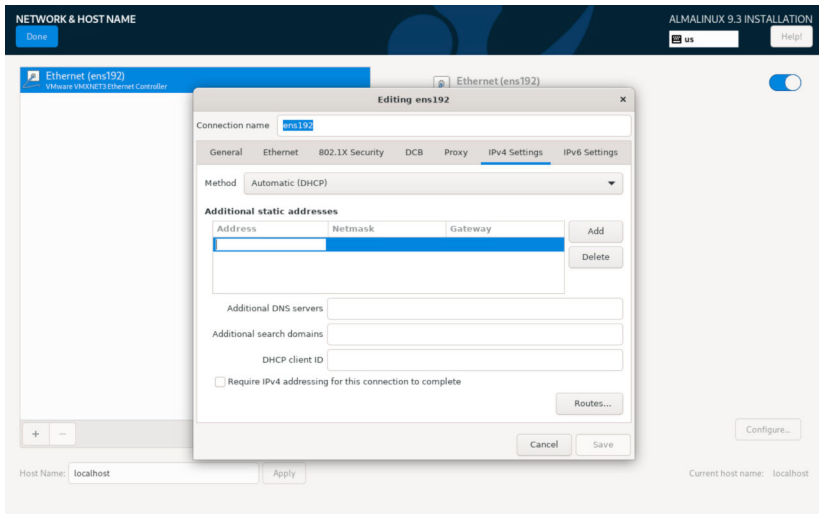 NETWORK & HOST NAME
ALMALINUX 9.3 INSTALLATION
Done
us
Help!
Ethernet (ens192)
VMware VMXNET3 Ethernet Controller
Ethernet (ens192)
Editing ens192
Connection name
ens192
General
Ethernet
802.1X Security
DCB
Proxy
IPv4 Settings
IPv6 Settings
Method
Automatic (DHCP)
Additional static addresses
Address
Netmask
Gateway
Add
Delete
Additional DNS servers
Additional search domains
DHCP client ID
Require IPv4 addressing for this connection to complete
Routes...
Cancel
Save
Configure...
Host Name:
localhost
Apply
Current host name:
localhost